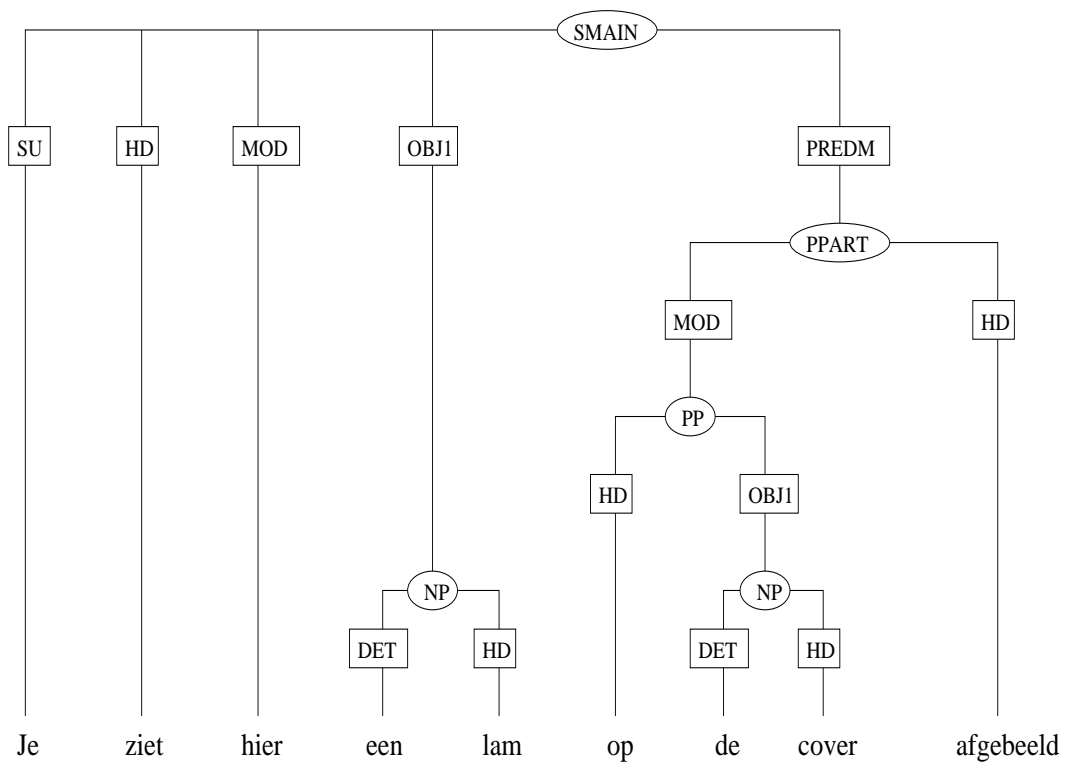 SMAIN
SU HD MOD OBJ1 PREDM
PPART
MOD HD
PP
HD OBJ1
NP NP
DET HD DET HD
Je ziet hier een lam op de cover afgebeeld